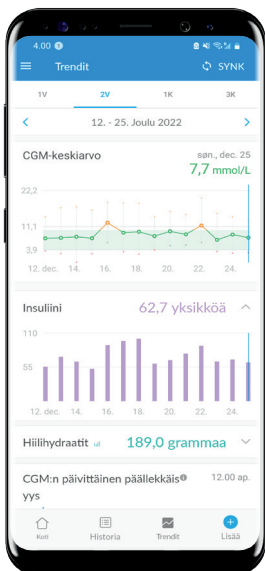 4.00
Trendit SYNK
1V 2V 1K 3K
12. - 25. Joulu 2022
CGM-keskiarvo søn., dec. 25
7,7 mmol/L
22,2
11,1
3,9
12. dec. 14. 16. 18. 20. 22. 24.
Insuliini 62,7 yksikköä
110
55
12. dec. 14. 16. 18. 20. 22. 24.
Hiilihydraatit ul 189,0 grammaa
CGM:n päivittäinen päällekkäis 12.00 ap.
yys
Koti Historia Trendit Lisää